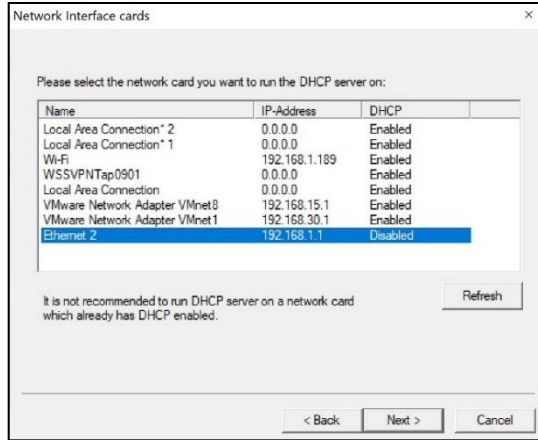 Network Interface cards
Please select the network card you want to run the DHCP server on:
Name IP-Address DHCP
Local Area Connection* 2 0.0.0.0 Enabled
Local Area Connection* 1 0.0.0.0 Enabled
Wi-Fi 192.168.1.189 Enabled
WSSVPNTap0901 0.0.0.0 Enabled
Local Area Connection 0.0.0.0 Enabled
VMware Network Adapter VMnet8 192.168.15.1 Enabled
VMware Network Adapter VMnet1 192.168.30.1 Enabled
Ethernet 2 192.168.1.1 Disabled
It is not recommended to run DHCP server on a network card
which already has DHCP enabled.
Refresh
< Back Next > Cancel